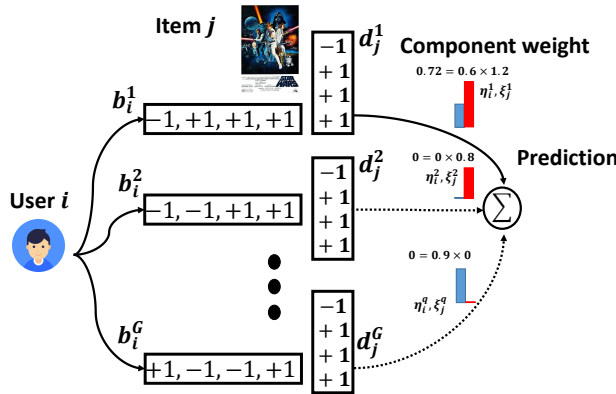 Item j
STAR
WARS
d_j^1
Component weight
−1
+1
+1
+1
0.72 = 0.6 × 1.2
η_i^1, ξ_j^1
b_i^1
−1, +1, +1, +1
User i
b_i^2
−1, −1, +1, +1
−1
+1
+1
+1
d_j^2
0 = 0 × 0.8
η_i^2, ξ_j^2
Prediction
∑
0 = 0.9 × 0
η_i^q, ξ_j^q
b_i^G
+1, −1, −1, +1
−1
+1
+1
+1
d_j^G